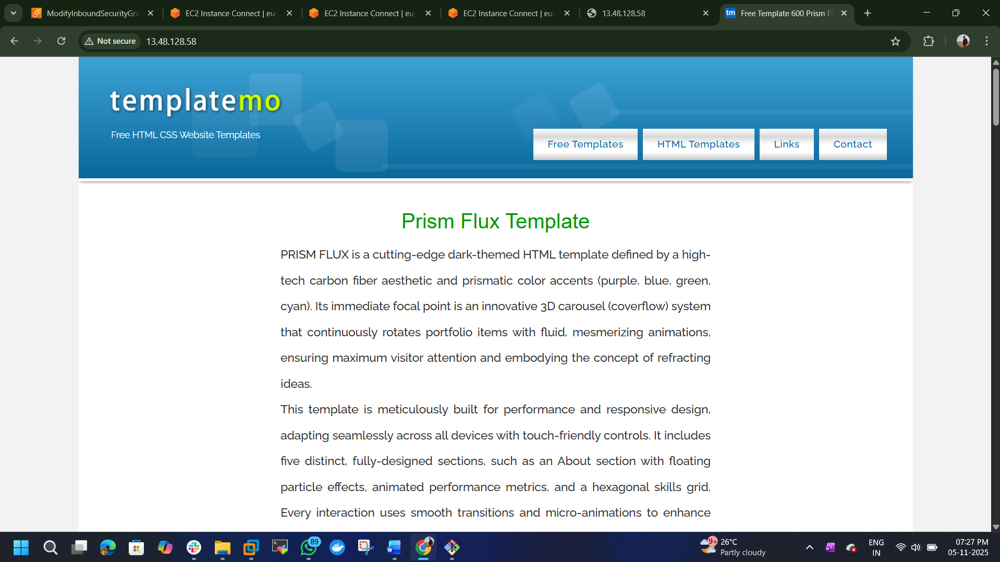 ModifyInboundSecurityGro
EC2 Instance Connect | eu-
EC2 Instance Connect | eu-
EC2 Instance Connect | eu-
13.48.128.58
tm
Free Template 600 Prism Fl
Not secure
13.48.128.58
templatemo
Free HTML CSS Website Templates
Free Templates
HTML Templates
Links
Contact
Prism Flux Template
PRISM FLUX is a cutting-edge dark-themed HTML template defined by a high-
tech carbon fiber aesthetic and prismatic color accents (purple, blue, green,
cyan). Its immediate focal point is an innovative 3D carousel (coverflow) system
that continuously rotates portfolio items with fluid, mesmerizing animations,
ensuring maximum visitor attention and embodying the concept of refracting
ideas.
This template is meticulously built for performance and responsive design,
adapting seamlessly across all devices with touch-friendly controls. It includes
five distinct, fully-designed sections, such as an About section with floating
particle effects, animated performance metrics, and a hexagonal skills grid.
Every interaction uses smooth transitions and micro-animations to enhance
89
W
9+
26°C
Partly cloudy
N
ENG
IN
07:27 PM
05-11-2025